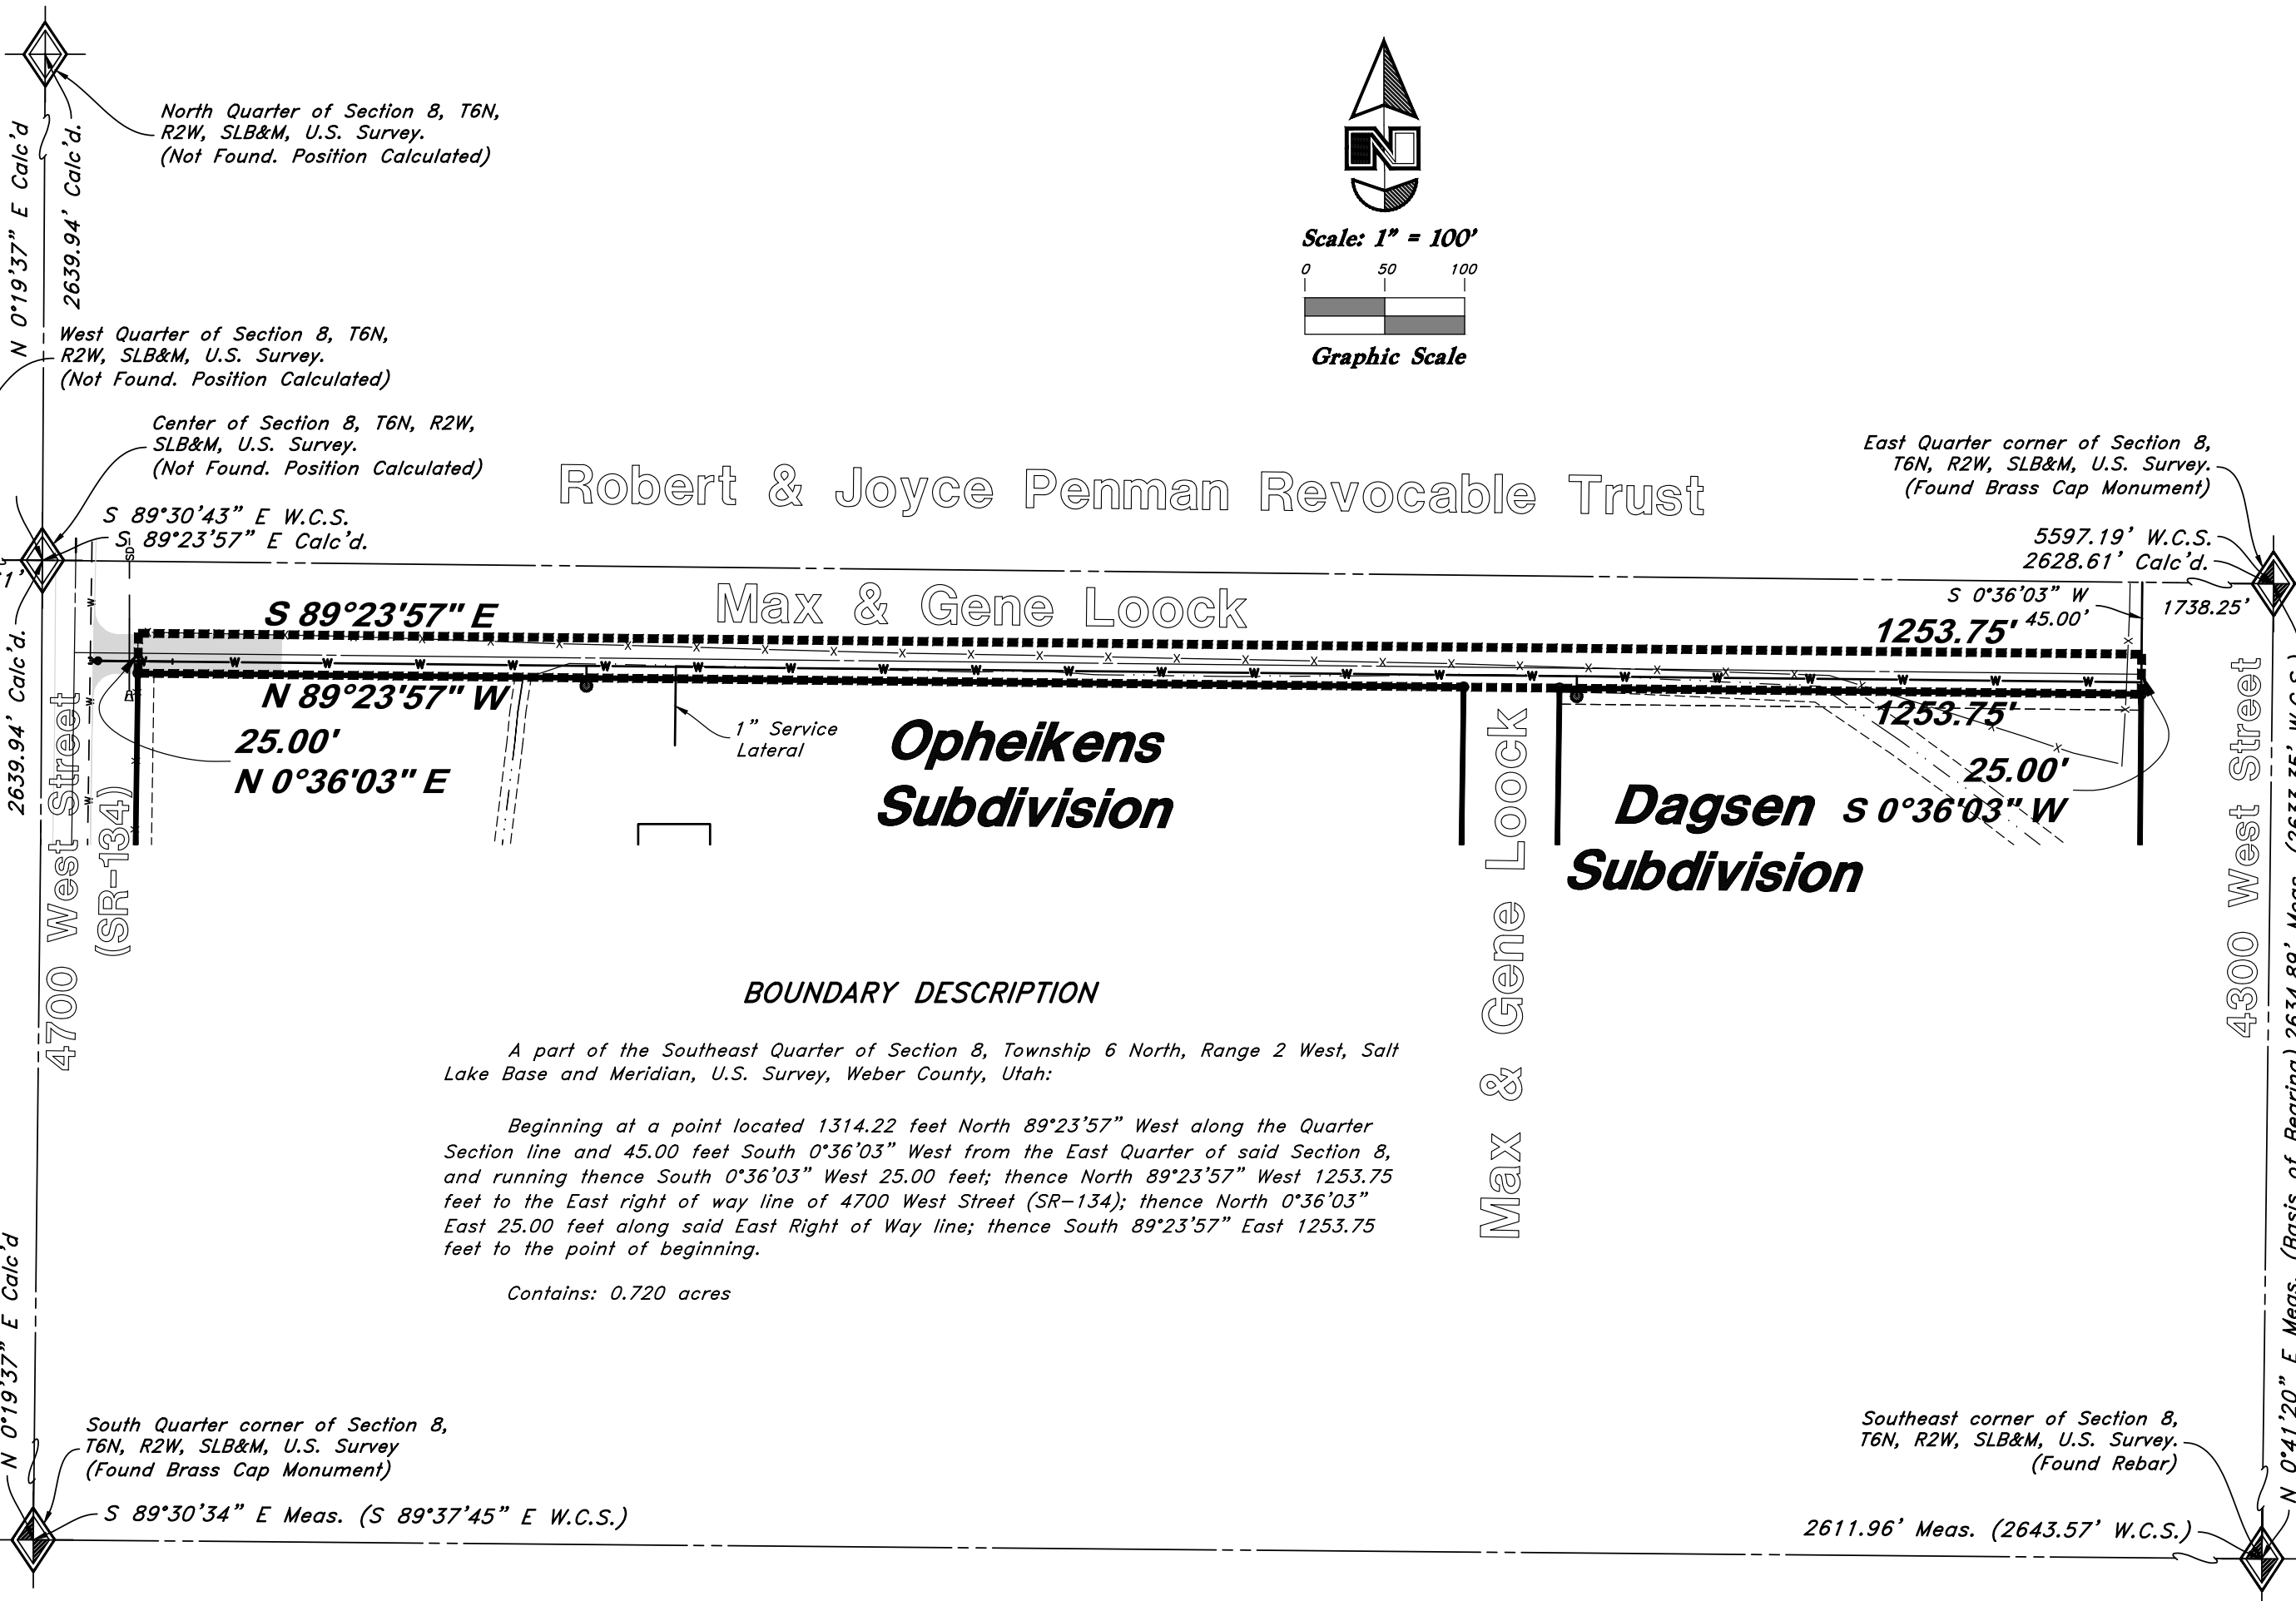 North Quarter of Section 8, T6N,
R2W, SLB&M, U.S. Survey.
(Not Found. Position Calculated)
N 0°19'37" E Calc'd
2639.94' Calc'd.
Scale: 1" = 100'
0 50 100
Graphic Scale
West Quarter of Section 8, T6N,
R2W, SLB&M, U.S. Survey.
(Not Found. Position Calculated)
Center of Section 8, T6N, R2W,
SLB&M, U.S. Survey.
(Not Found. Position Calculated)
S 89°30'43" E W.C.S.
S 89°23'57" E Calc'd.
Robert & Joyce Penman Revocable Trust
East Quarter corner of Section 8,
T6N, R2W, SLB&M, U.S. Survey.
(Found Brass Cap Monument)
5597.19' W.C.S.
2628.61' Calc'd.
S 0°36'03" W
45.00'
1738.25'
Max & Gene Loock
S 89°23'57" E
1253.75'
N 89°23'57" W
1253.75'
25.00'
N 0°36'03" E
1" Service
Lateral
Opheikens
Subdivision
Dagsen
Subdivision
25.00'
S 0°36'03" W
Max & Gene Loock
2639.94' Calc'd.
4700 West Street
(SR-134)
4300 West Street
BOUNDARY DESCRIPTION
A part of the Southeast Quarter of Section 8, Township 6 North, Range 2 West, Salt
Lake Base and Meridian, U.S. Survey, Weber County, Utah:
Beginning at a point located 1314.22 feet North 89°23'57" West along the Quarter
Section line and 45.00 feet South 0°36'03" West from the East Quarter of said Section 8,
and running thence South 0°36'03" West 25.00 feet; thence North 89°23'57" West 1253.75
feet to the East right of way line of 4700 West Street (SR-134); thence North 0°36'03"
East 25.00 feet along said East Right of Way line; thence South 89°23'57" East 1253.75
feet to the point of beginning.
Contains: 0.720 acres
N 0°19'37" E Calc'd
South Quarter corner of Section 8,
T6N, R2W, SLB&M, U.S. Survey
(Found Brass Cap Monument)
S 89°30'34" E Meas. (S 89°37'45" E W.C.S.)
Southeast corner of Section 8,
T6N, R2W, SLB&M, U.S. Survey.
(Found Rebar)
2611.96' Meas. (2643.57' W.C.S.)
N 0°41'20" E Meas. (Basis of Bearing) 2634.89' Meas. (2633.35' W.C.S.)